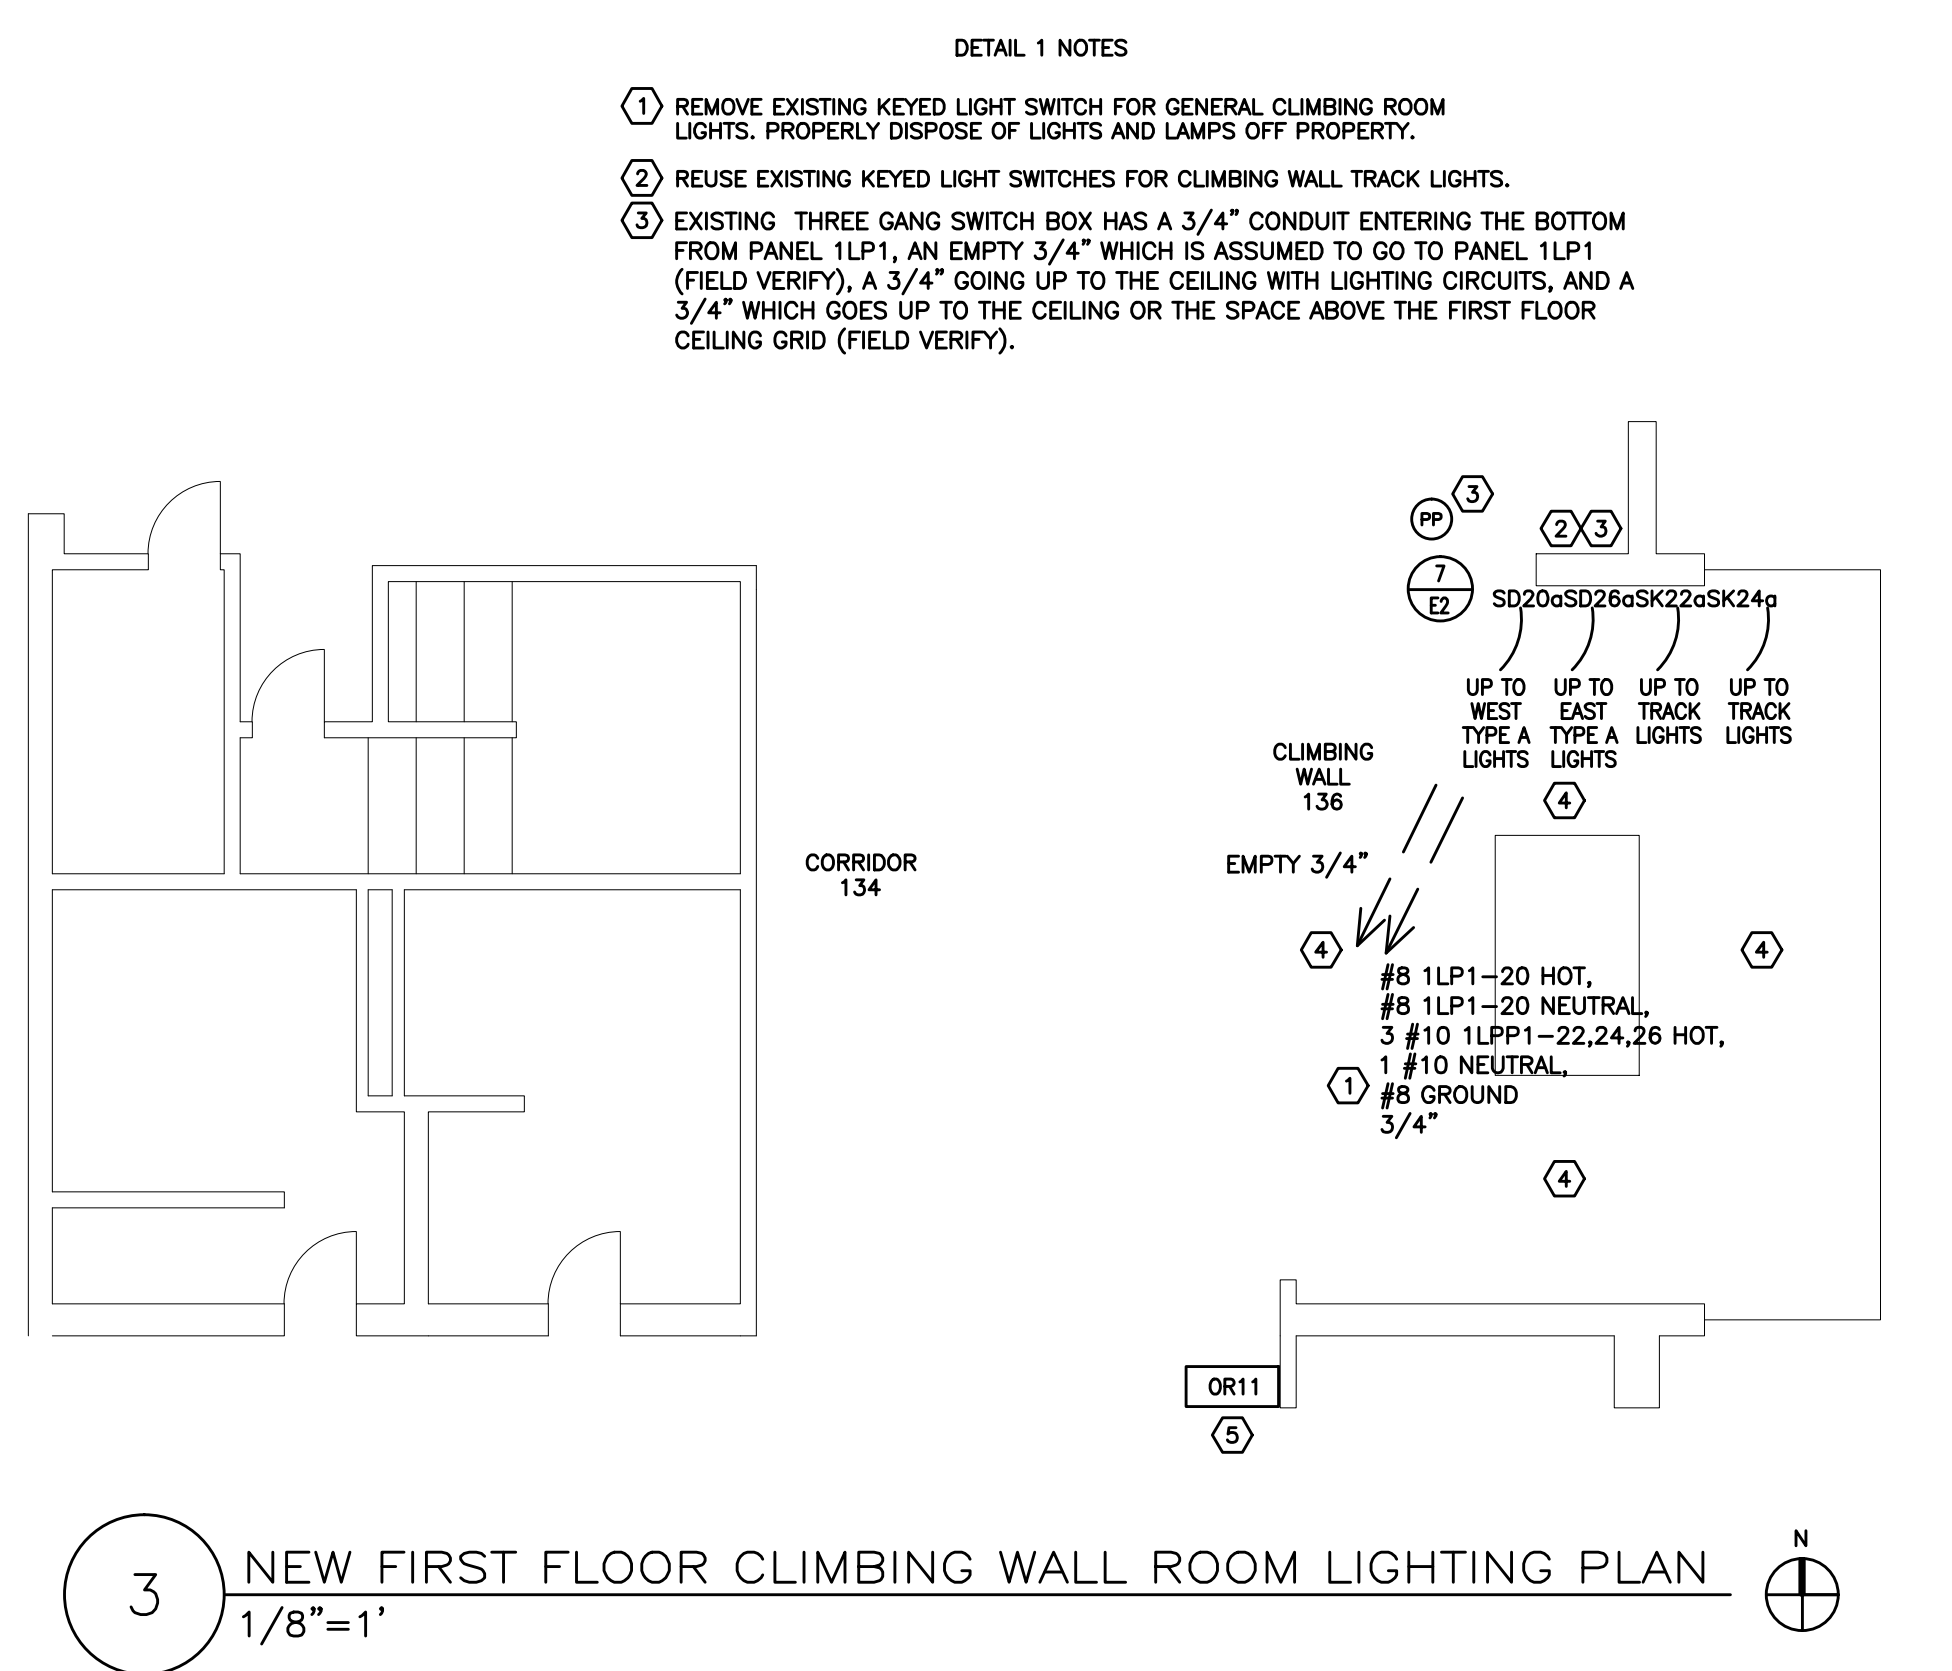 DETAIL 1 NOTES
1 REMOVE EXISTING KEYED LIGHT SWITCH FOR GENERAL CLIMBING ROOM
LIGHTS. PROPERLY DISPOSE OF LIGHTS AND LAMPS OFF PROPERTY.
2 REUSE EXISTING KEYED LIGHT SWITCHES FOR CLIMBING WALL TRACK LIGHTS.
3 EXISTING THREE GANG SWITCH BOX HAS A 3/4" CONDUIT ENTERING THE BOTTOM
FROM PANEL 1LP1, AN EMPTY 3/4" WHICH IS ASSUMED TO GO TO PANEL 1LP1
(FIELD VERIFY), A 3/4" GOING UP TO THE CEILING WITH LIGHTING CIRCUITS, AND A
3/4" WHICH GOES UP TO THE CEILING OR THE SPACE ABOVE THE FIRST FLOOR
CEILING GRID (FIELD VERIFY).
3
PP
2 3
7
E2
SD20aSD26aSK22aSK24a
UP TO
WEST
TYPE A
LIGHTS
UP TO
EAST
TYPE A
LIGHTS
UP TO
TRACK
LIGHTS
UP TO
TRACK
LIGHTS
CLIMBING
WALL
136
4
CORRIDOR
134
EMPTY 3/4"
4
4
#8 1LP1-20 HOT,
#8 1LP1-20 NEUTRAL,
3 #10 1LPP1-22,24,26 HOT,
1 #10 NEUTRAL,
#8 GROUND
3/4"
1
4
OR11
5
3
NEW FIRST FLOOR CLIMBING WALL ROOM LIGHTING PLAN
1/8"=1'
N